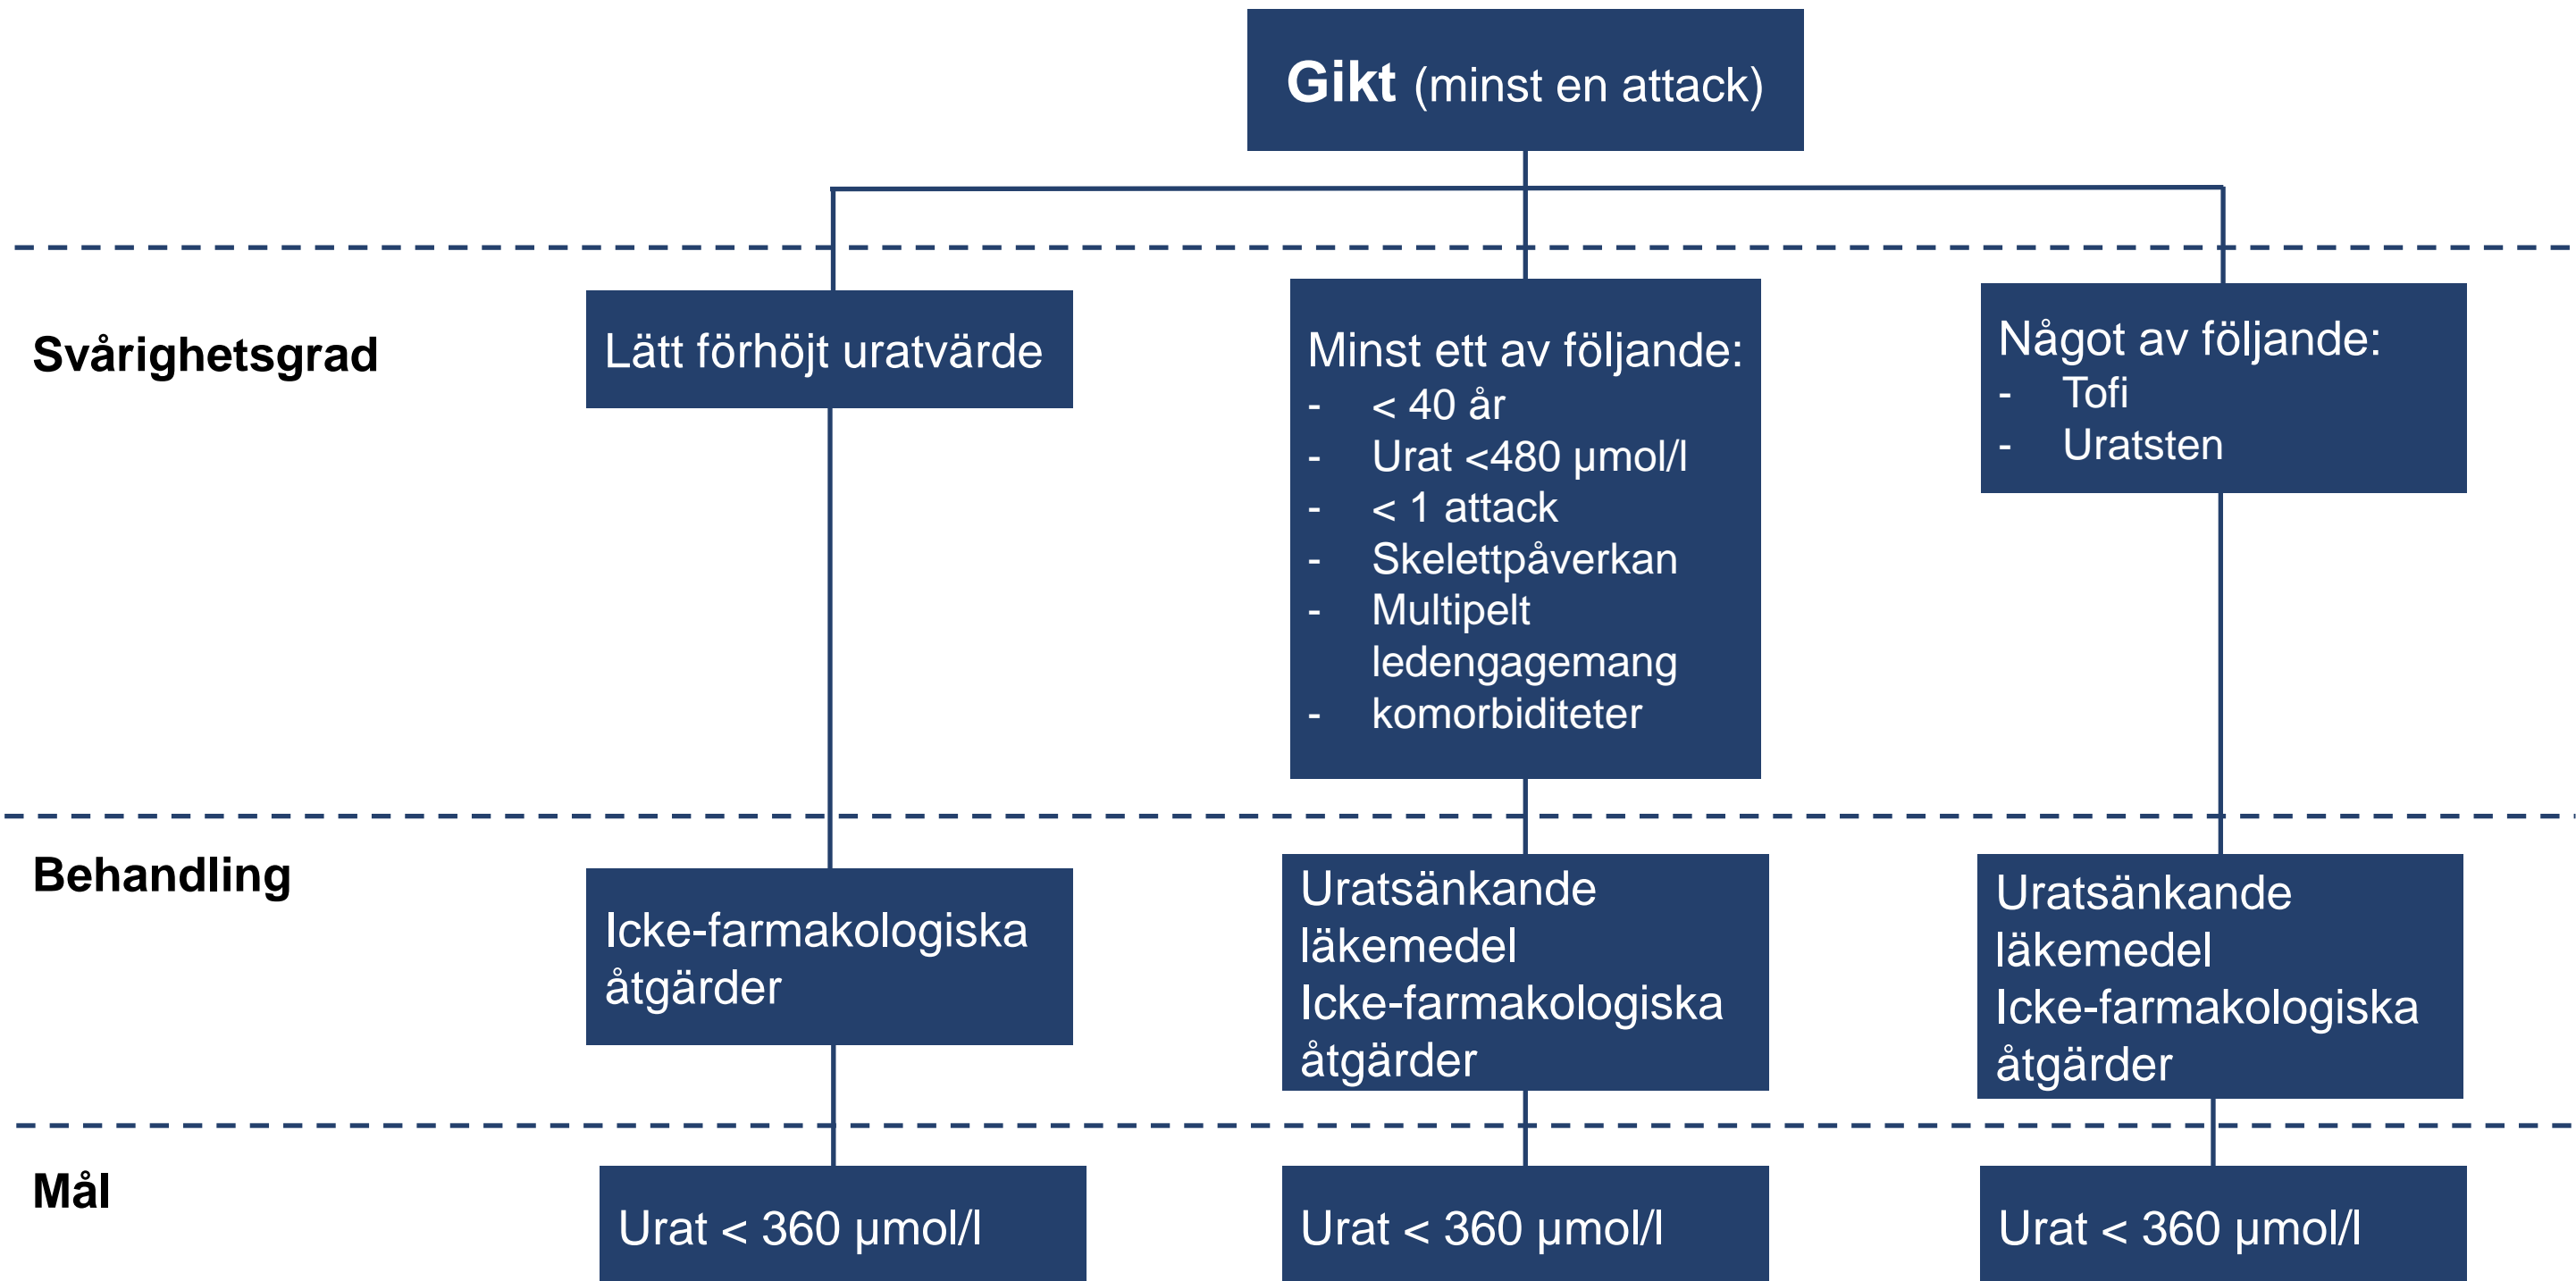 Gikt (minst en attack)
Svårighetsgrad
Lätt förhöjt uratvärde
Minst ett av följande:
- < 40 år
- Urat <480 µmol/l
- < 1 attack
- Skelettpåverkan
- Multipelt
ledengagemang
- komorbiditeter
Något av följande:
- Tofi
- Uratsten
Behandling
Icke-farmakologiska
åtgärder
Uratsänkande
läkemedel
Icke-farmakologiska
åtgärder
Uratsänkande
läkemedel
Icke-farmakologiska
åtgärder
Mål
Urat < 360 µmol/l
Urat < 360 µmol/l
Urat < 360 µmol/l